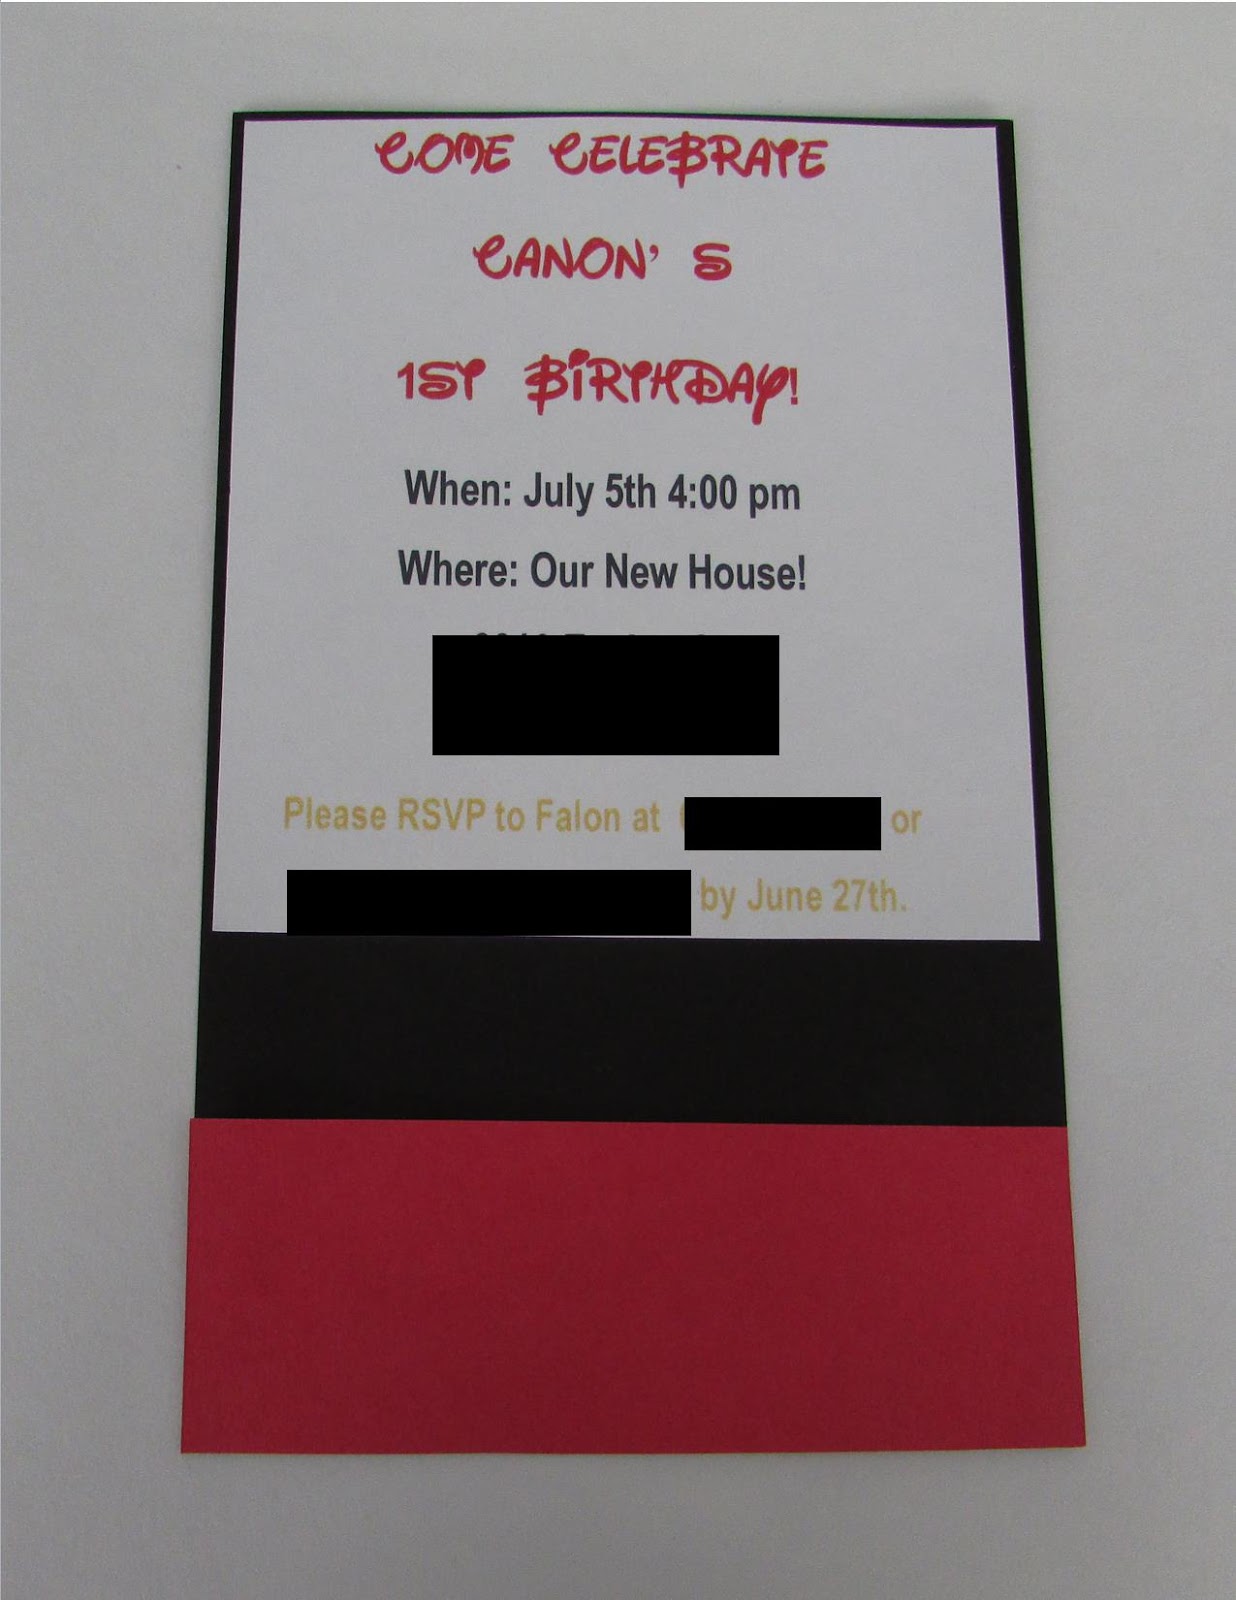 COME CELEBRATE
CANON' S
1ST BIRTHDAY!
When: July 5th 4:00 pm
Where: Our New House!
Please RSVP to Falon at or
by June 27th.